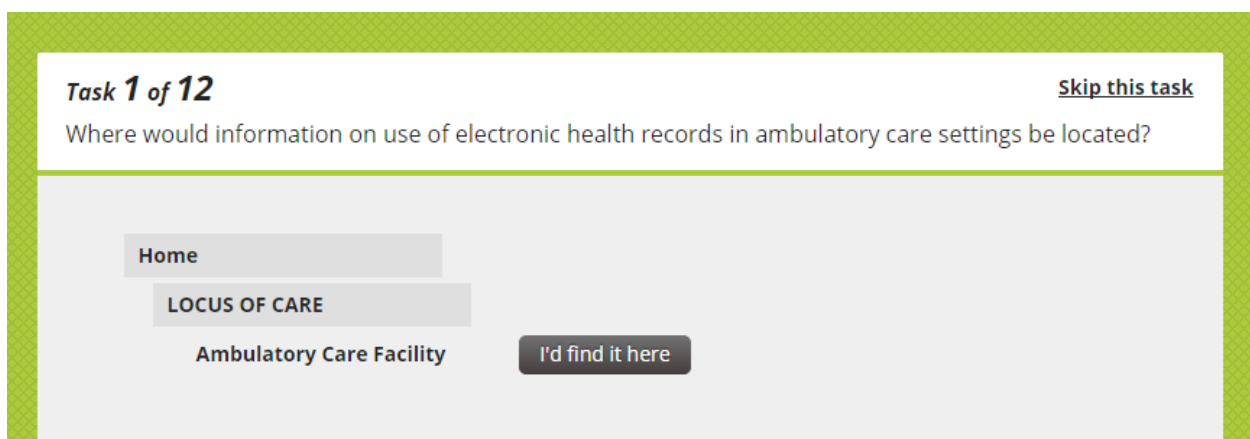 Task 1 of 12
Skip this task
Where would information on use of electronic health records in ambulatory care settings be located?
Home
LOCUS OF CARE
Ambulatory Care Facility
I'd find it here